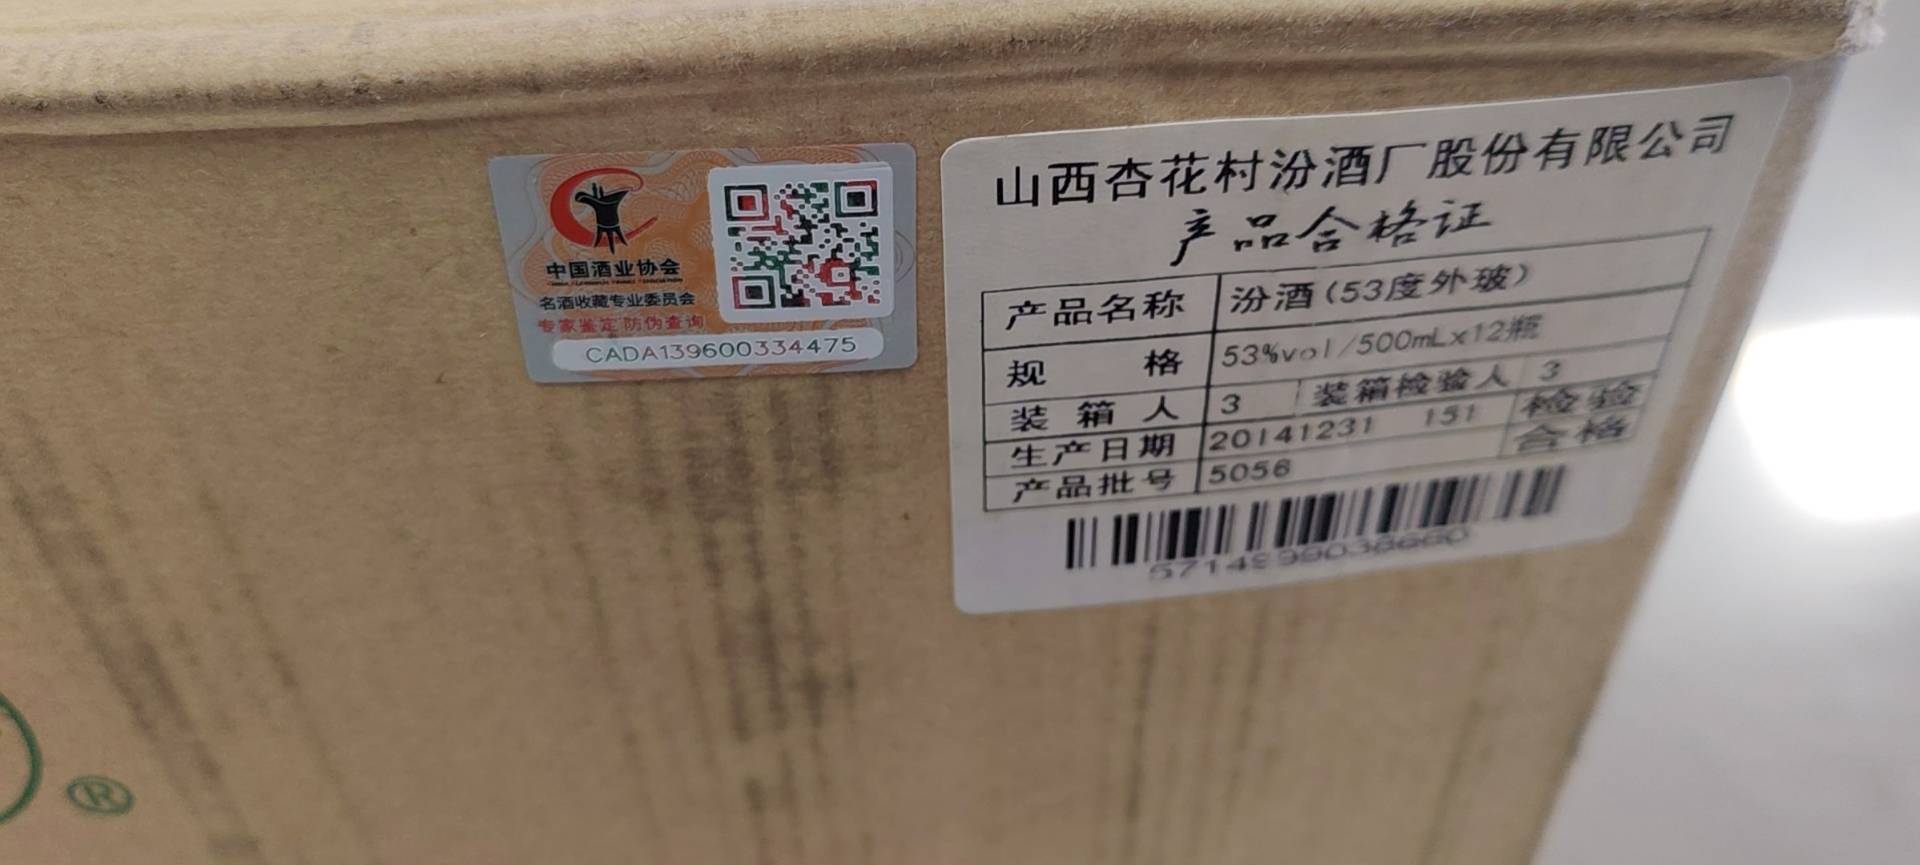 中国酒业协会
名酒收藏专业委员会
专家鉴定 防伪查询
CADA139600334475
山西杏花村汾酒厂股份有限公司
产品合格证
产品名称 汾酒(53度外玻)
规 格 53%vol/500mLx12瓶
装 箱 人 3 装箱检验人 3
生产日期 20141231 151 检验
合格
产品批号 5056
®